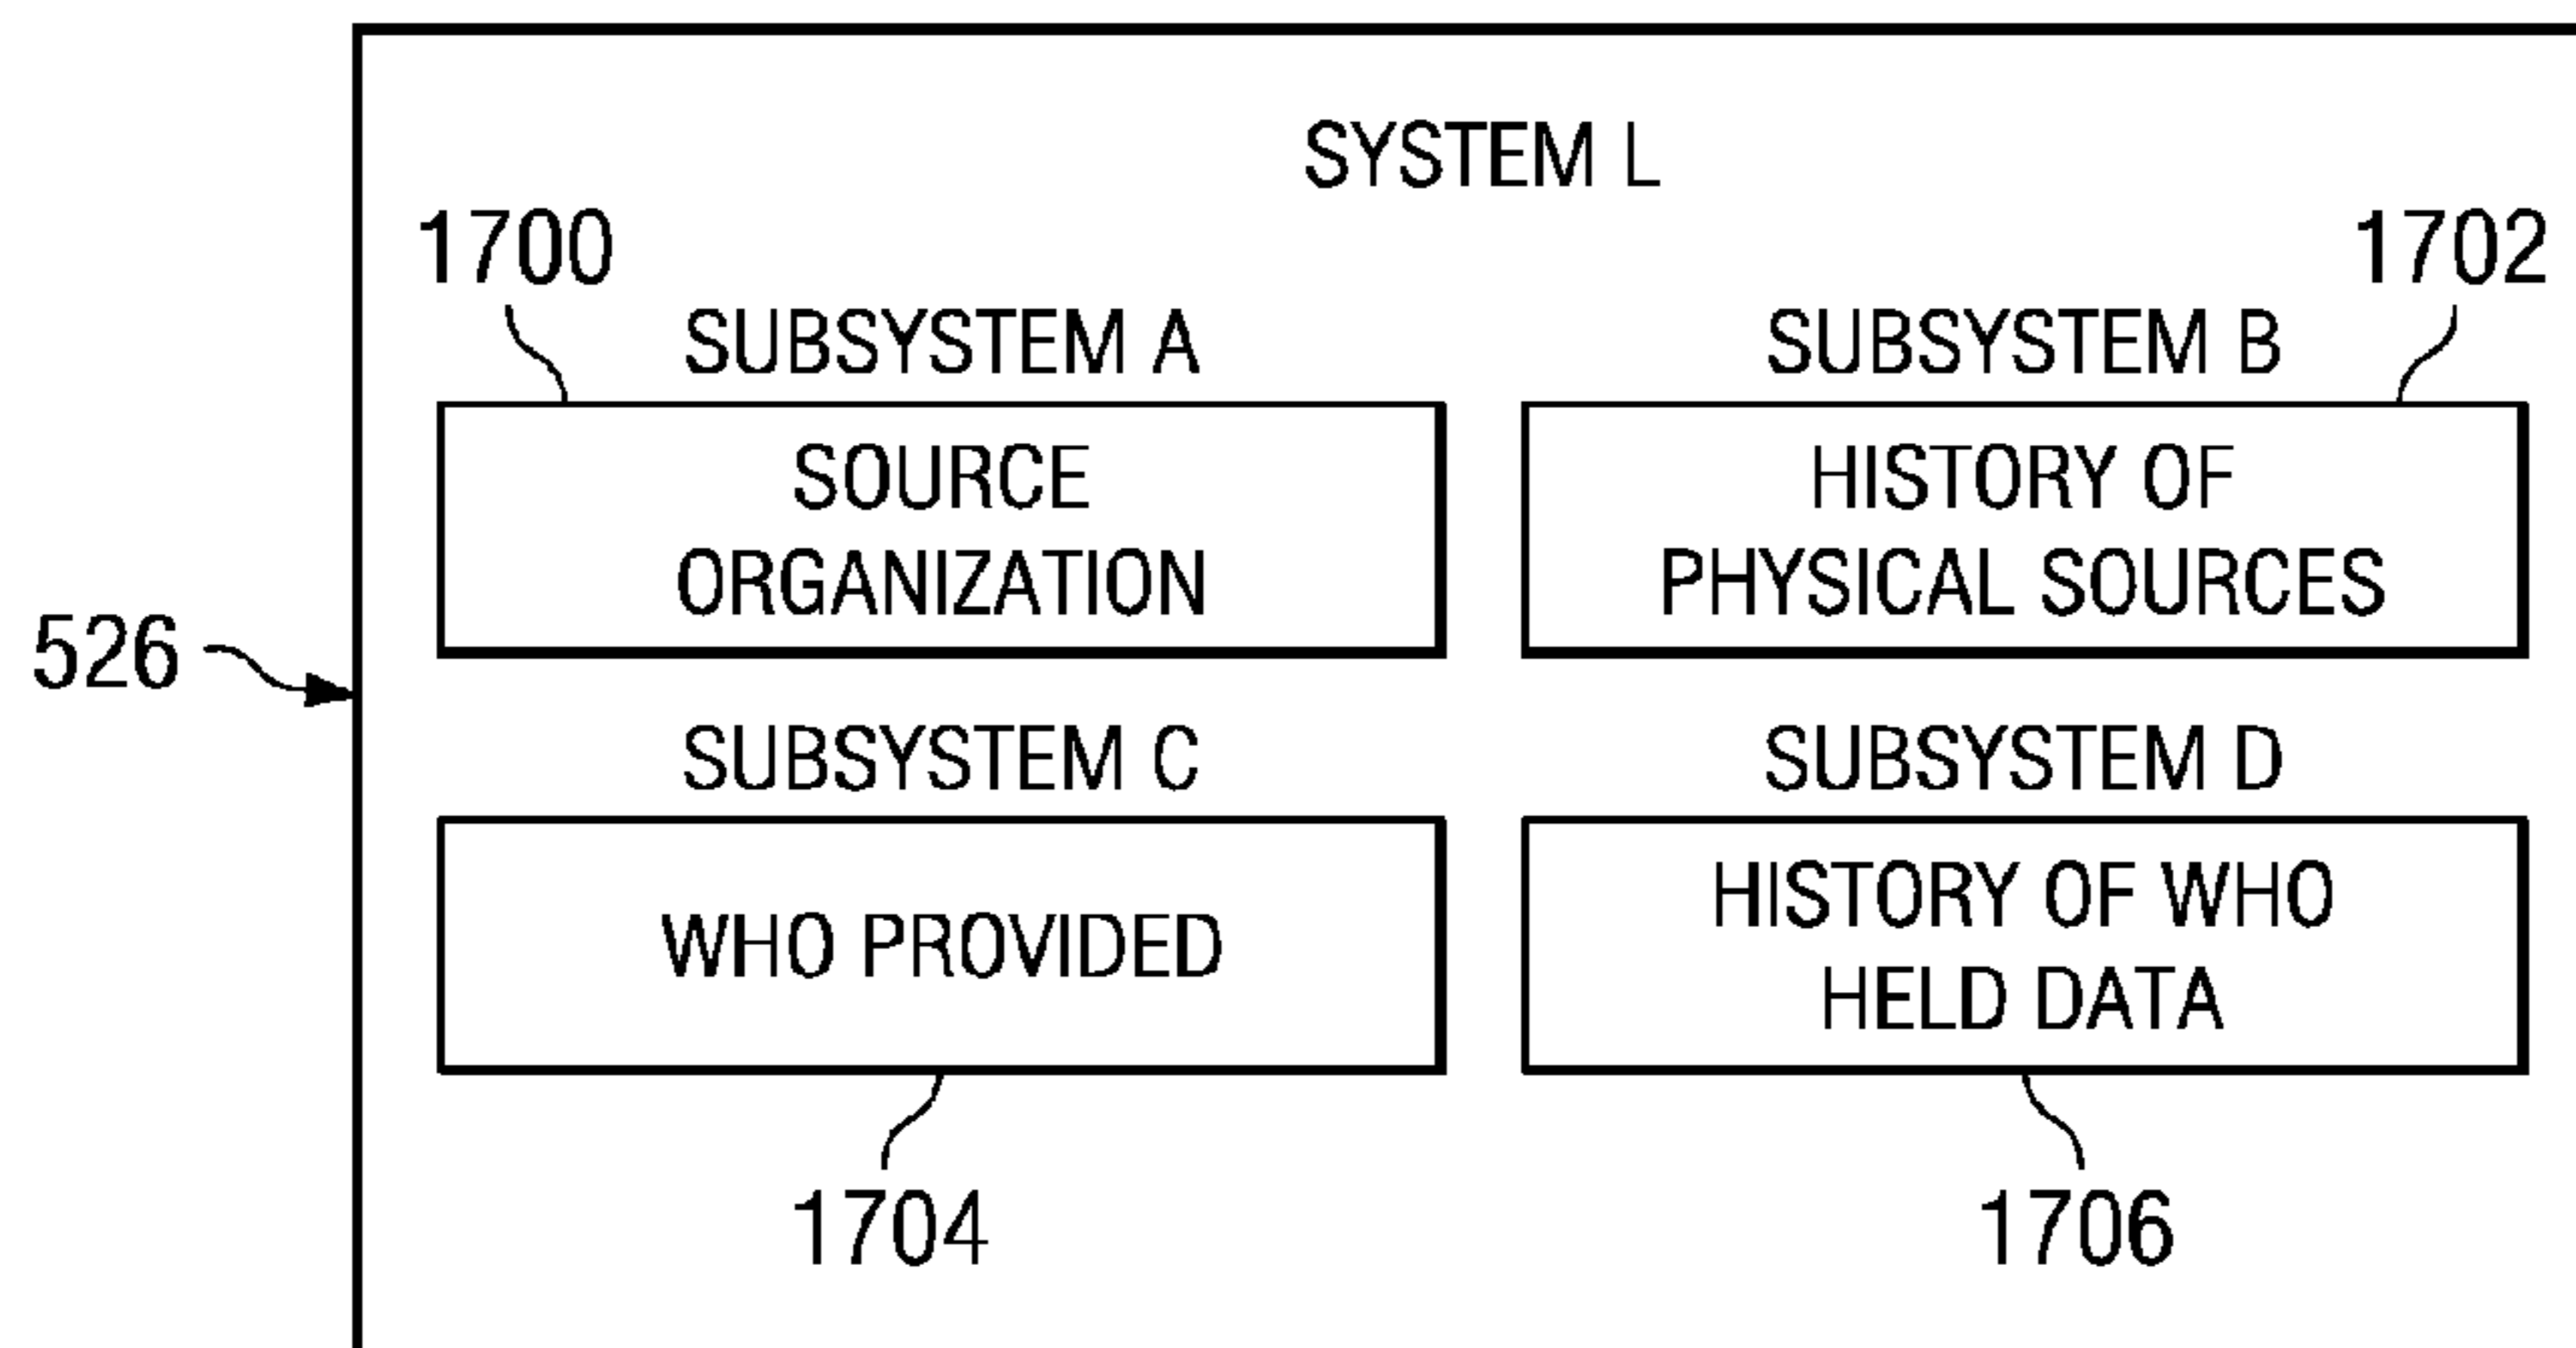 SYSTEM L
1700
1702
SUBSYSTEM A
SUBSYSTEM B
SOURCE
ORGANIZATION
HISTORY OF
PHYSICAL SOURCES
526
SUBSYSTEM C
SUBSYSTEM D
WHO PROVIDED
HISTORY OF WHO
HELD DATA
1704
1706